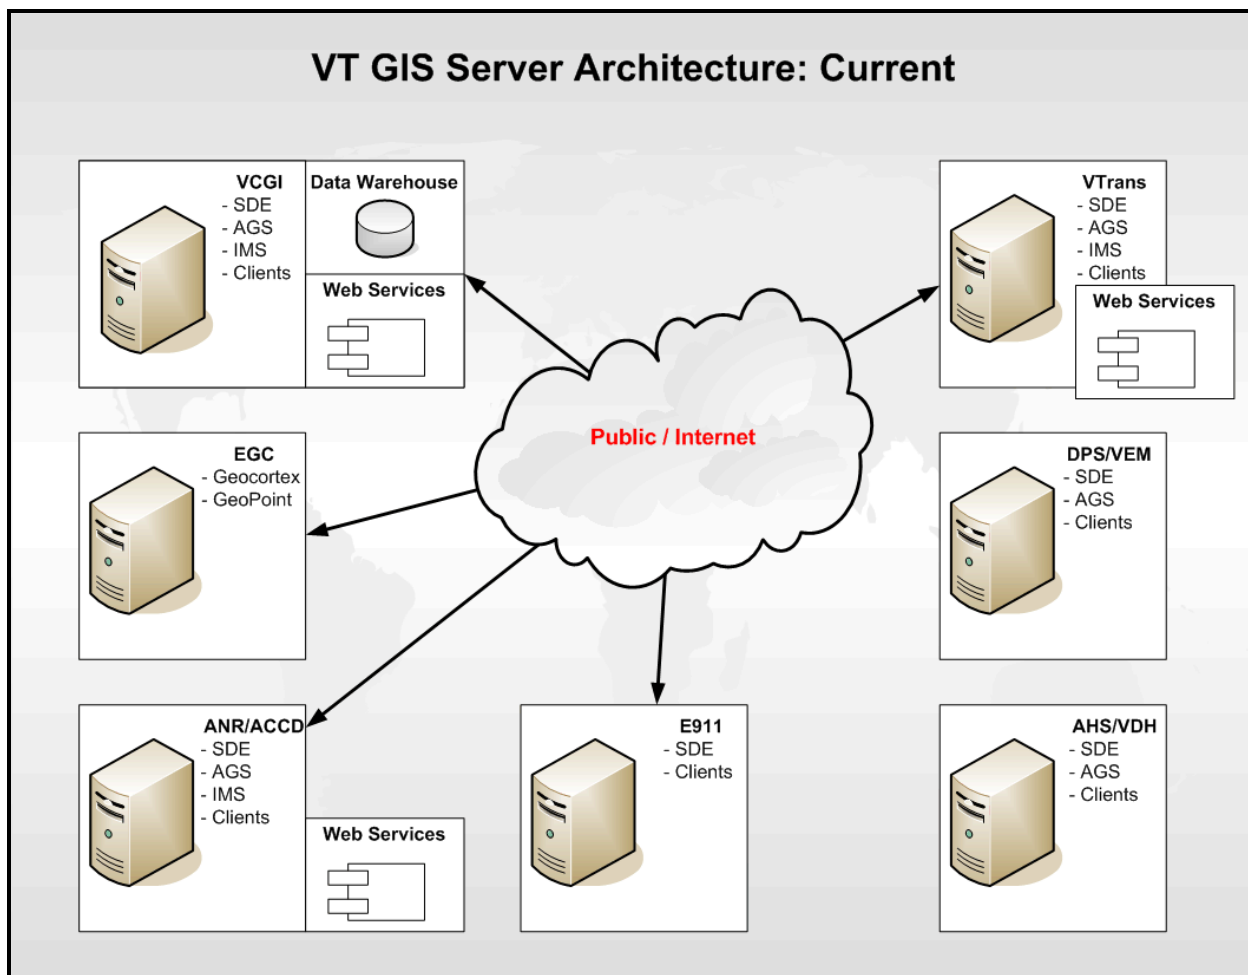 VT GIS Server Architecture: Current
VCGI
- SDE
- AGS
- IMS
- Clients
Data Warehouse
Web Services
VTrans
- SDE
- AGS
- IMS
- Clients
Web Services
Public / Internet
EGC
- Geocortex
- GeoPoint
DPS/VEM
- SDE
- AGS
- Clients
ANR/ACCD
- SDE
- AGS
- IMS
- Clients
Web Services
E911
- SDE
- Clients
AHS/VDH
- SDE
- AGS
- Clients